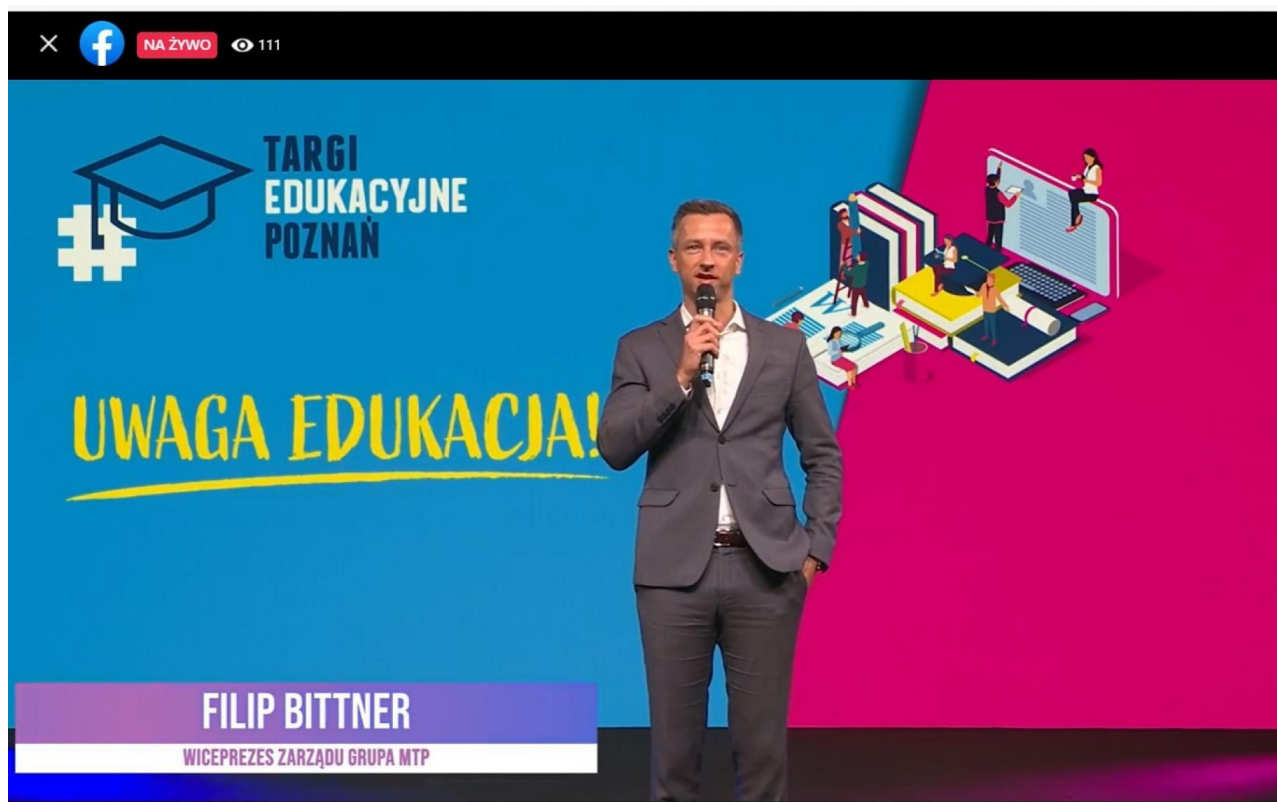 NA ŻYWO 111
TARGI
EDUKACYJNE
POZNAŃ
UWAGA EDUKACJA!
W
FILIP BITTNER
WICEPREZES ZARZĄDU GRUPA MTP